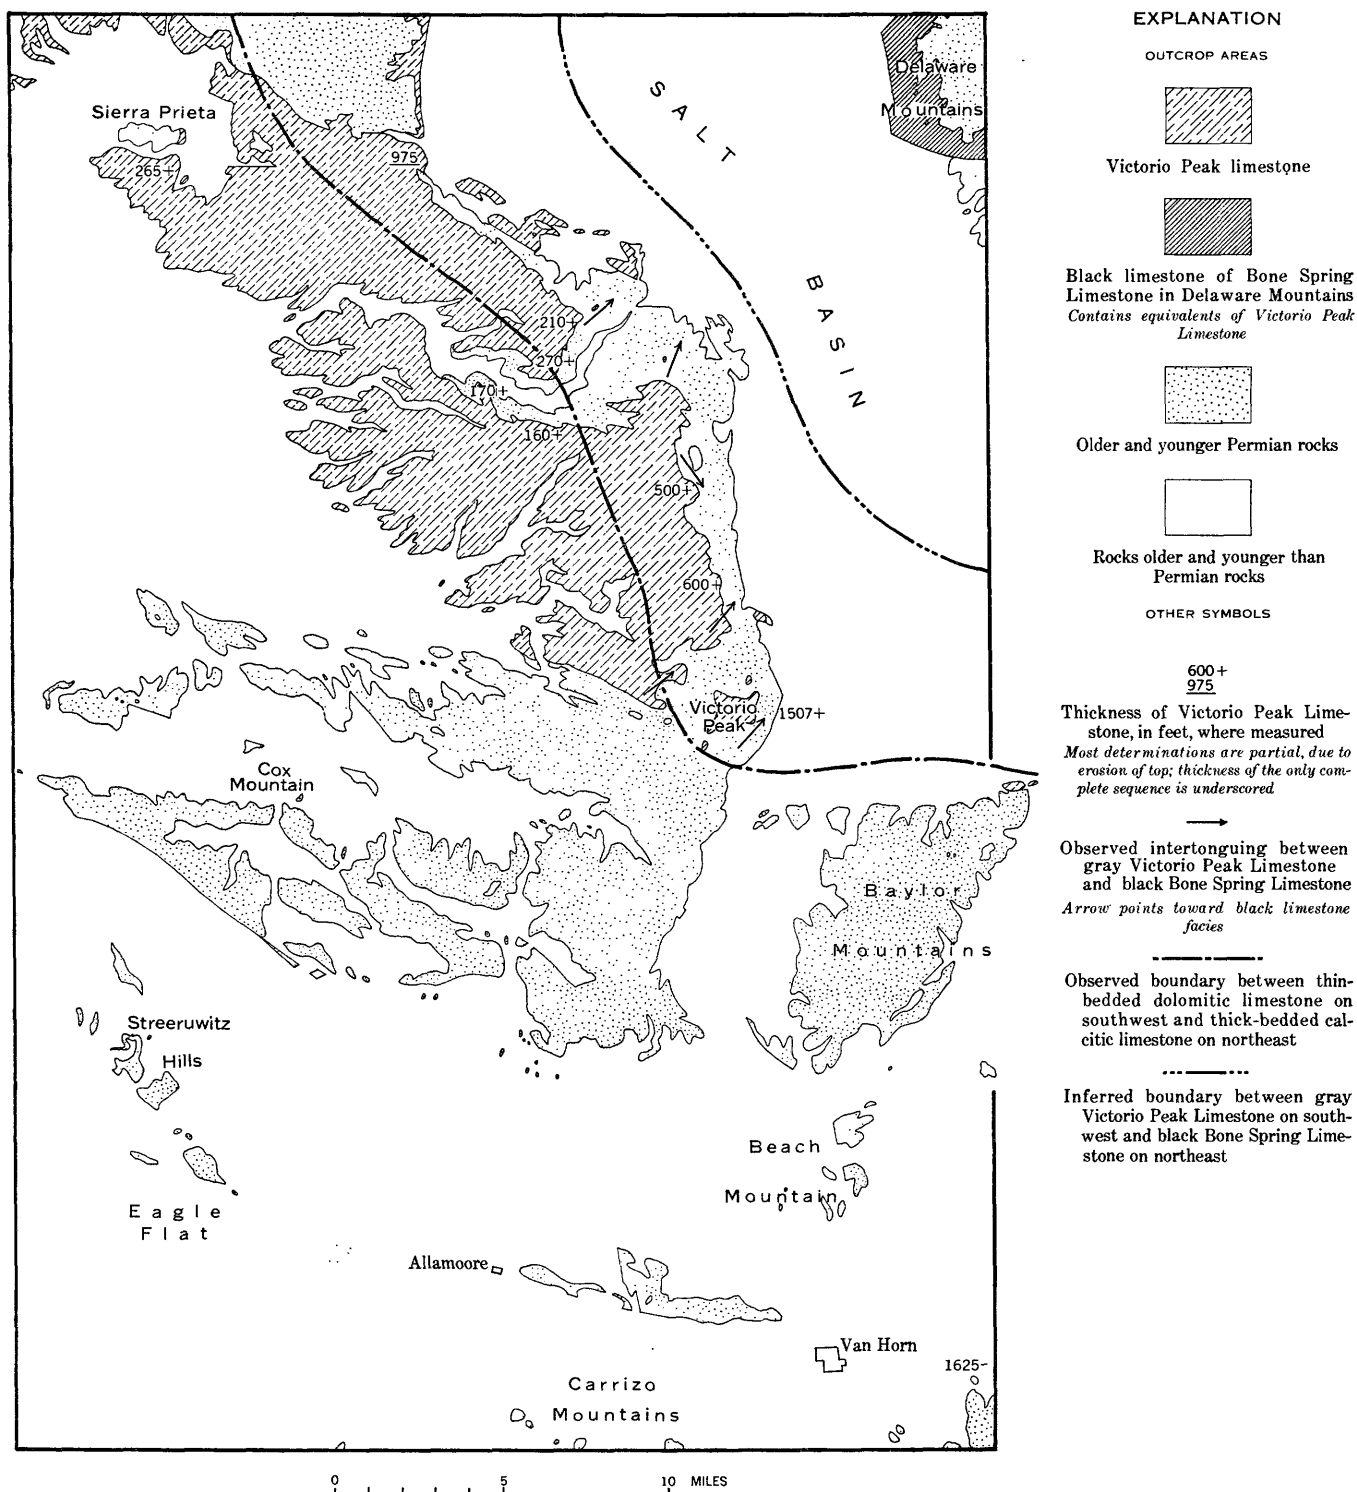 Sierra Prieta
265+
975
SALT
BASIN
Delaware
Mountains
210+
270+
170+
160+
500+
600+
Victorio
Peak
1507+
Cox
Mountain
Baylor
Mountains
Streeruwitz
Hills
Eagle
Flat
Beach
Mountain
Allamoore
Van Horn
1625-
Carrizo
Mountains
0 5 10 MILES
EXPLANATION
OUTCROP AREAS
Victorio Peak limestone
Black limestone of Bone Spring
Limestone in Delaware Mountains
Contains equivalents of Victorio Peak
Limestone
Older and younger Permian rocks
Rocks older and younger than
Permian rocks
OTHER SYMBOLS
600+
975
Thickness of Victorio Peak Lime-
stone, in feet, where measured
Most determinations are partial, due to
erosion of top; thickness of the only com-
plete sequence is underscored
Observed intertonguing between
gray Victorio Peak Limestone
and black Bone Spring Limestone
Arrow points toward black limestone
facies
Observed boundary between thin-
bedded dolomitic limestone on
southwest and thick-bedded cal-
citic limestone on northeast
Inferred boundary between gray
Victorio Peak Limestone on south-
west and black Bone Spring Lime-
stone on northeast